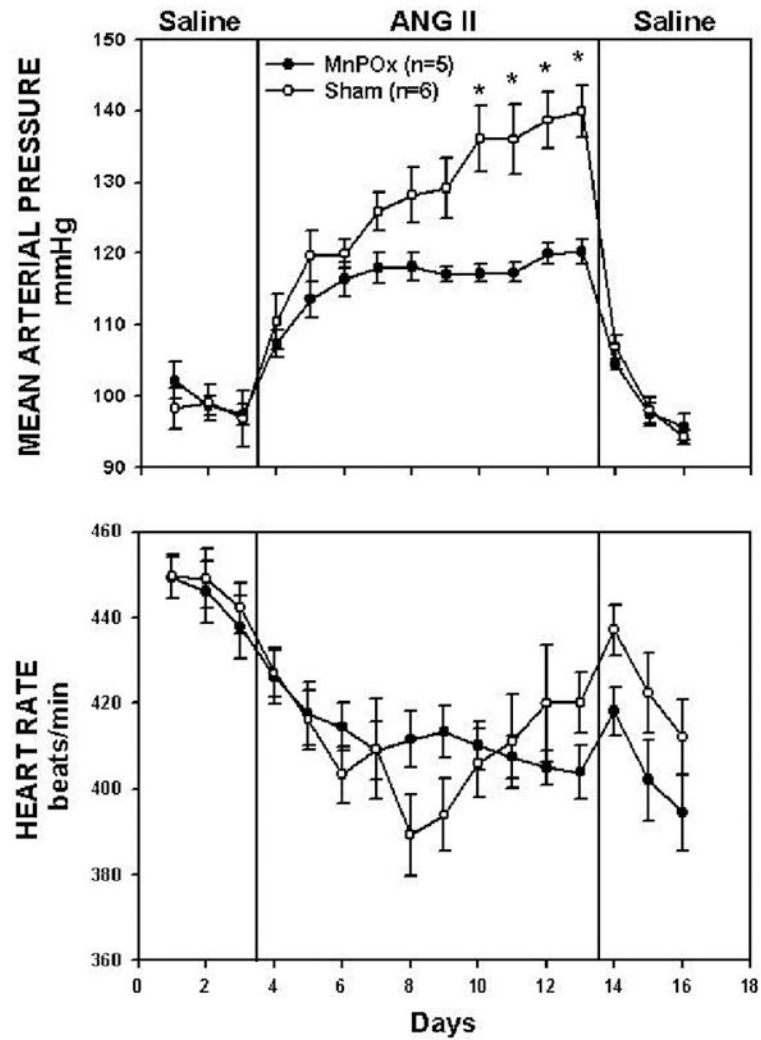 Saline ANG II Saline
150
140
130
120
110
100
90
MEAN ARTERIAL PRESSURE
mmHg
MnPOx (n=5)
Sham (n=6)
* * * *
460
440
420
400
380
360
HEART RATE
beats/min
0 2 4 6 8 10 12 14 16 18
Days